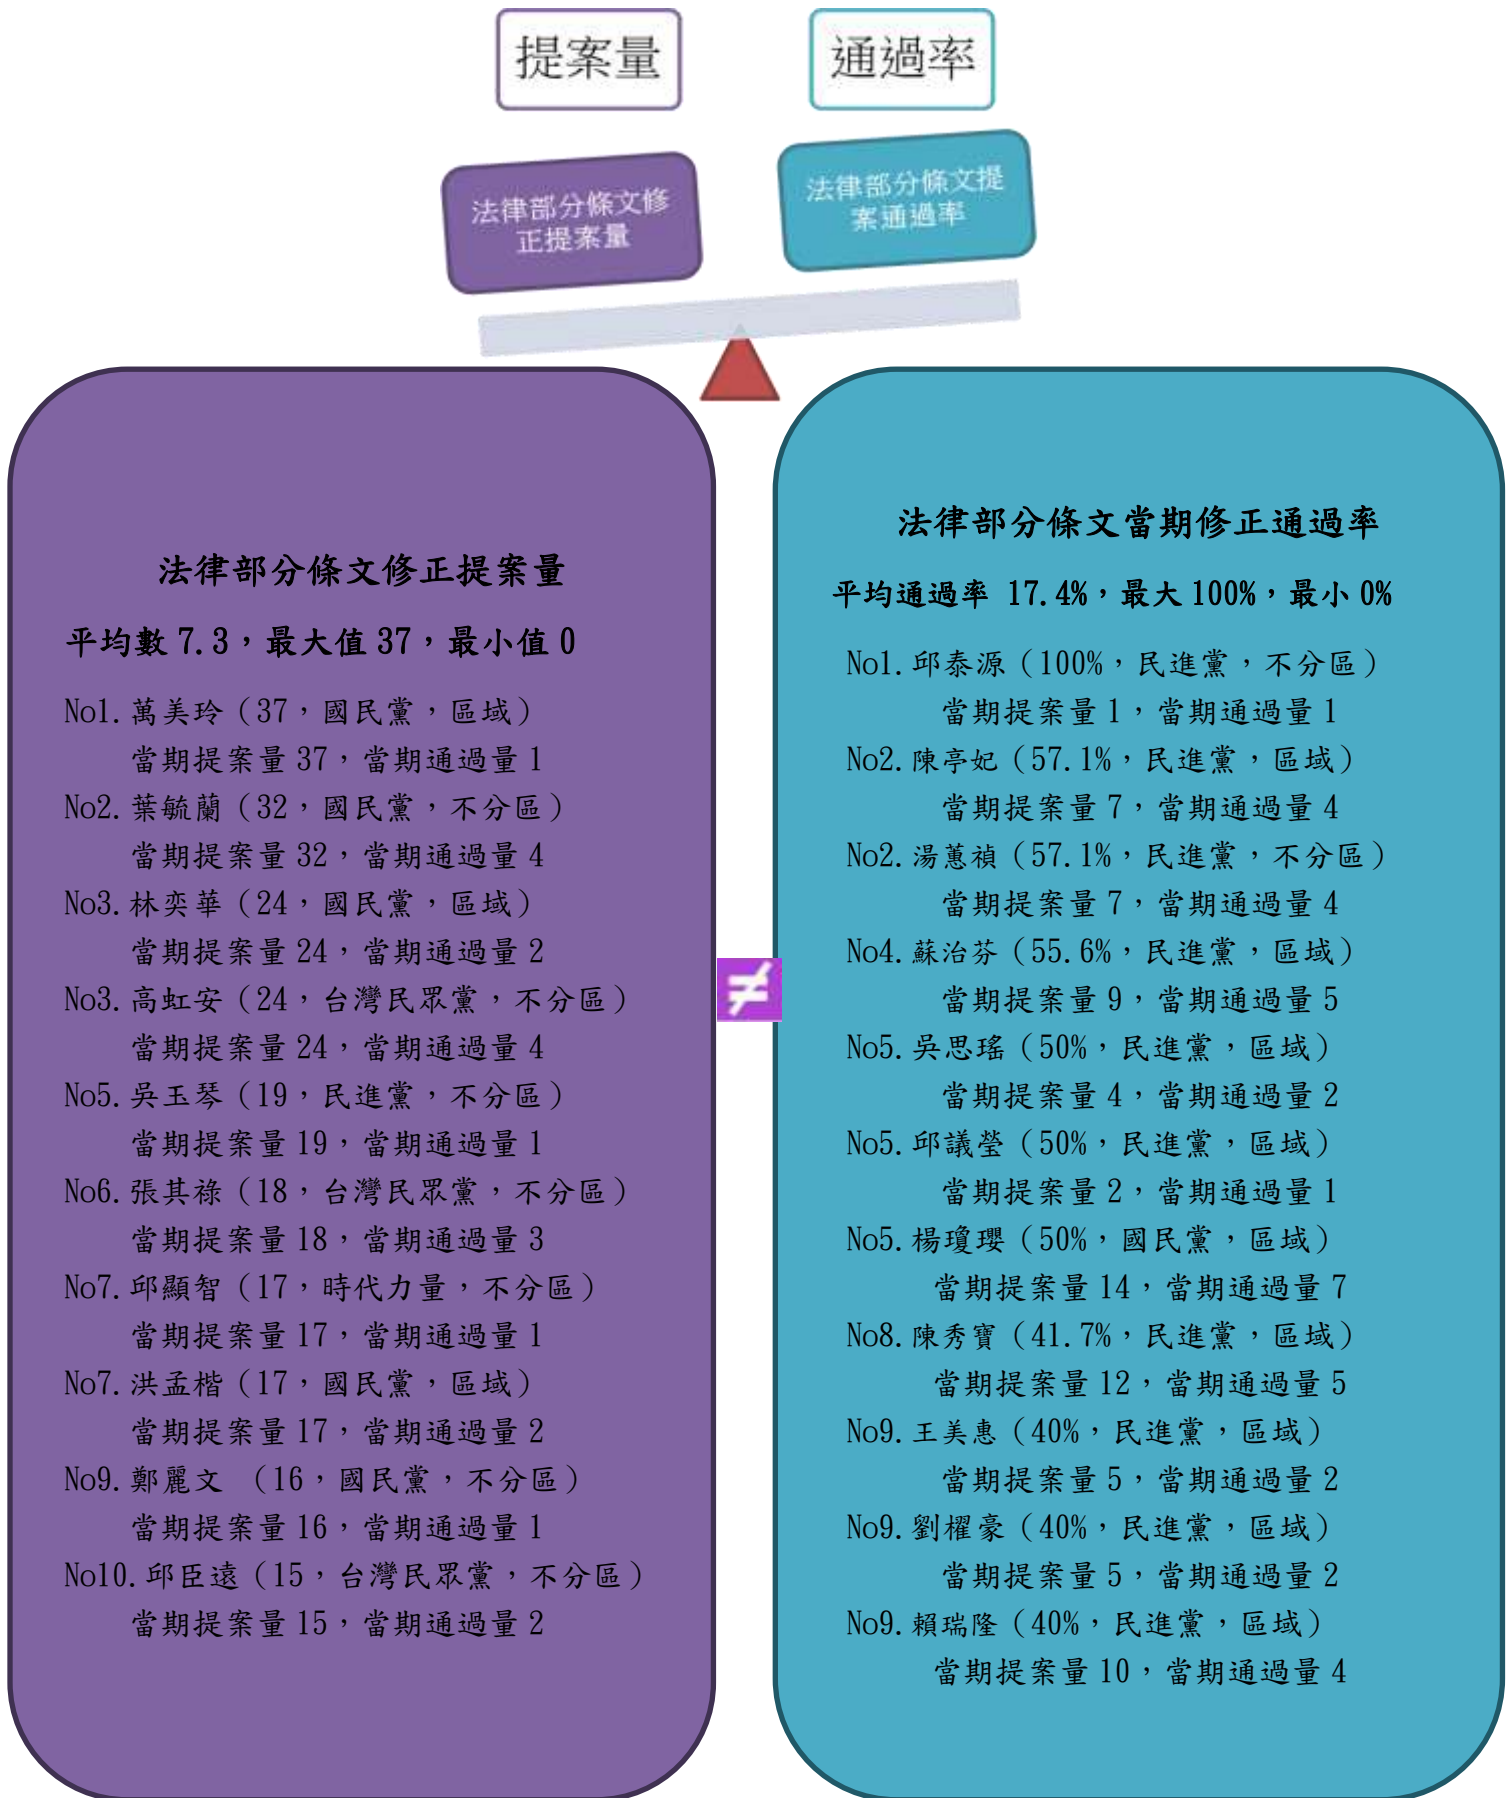 提案量
通過率
法律部分條文修
正提案量
法律部分條文提
案通過率
法律部分條文修正提案量
平均數 7.3，最大值 37，最小值 0
No1.萬美玲（37，國民黨，區域）
當期提案量 37，當期通過量 1
No2.葉毓蘭（32，國民黨，不分區）
當期提案量 32，當期通過量 4
No3.林奕華（24，國民黨，區域）
當期提案量 24，當期通過量 2
No3.高虹安（24，台灣民眾黨，不分區）
當期提案量 24，當期通過量 4
No5.吳玉琴（19，民進黨，不分區）
當期提案量 19，當期通過量 1
No6.張其祿（18，台灣民眾黨，不分區）
當期提案量 18，當期通過量 3
No7.邱顯智（17，時代力量，不分區）
當期提案量 17，當期通過量 1
No7.洪孟楷（17，國民黨，區域）
當期提案量 17，當期通過量 2
No9.鄭麗文 （16，國民黨，不分區）
當期提案量 16，當期通過量 1
No10.邱臣遠（15，台灣民眾黨，不分區）
當期提案量 15，當期通過量 2
≠
法律部分條文當期修正通過率
平均通過率 17.4%，最大 100%，最小 0%
No1.邱泰源（100%，民進黨，不分區）
當期提案量 1，當期通過量 1
No2.陳亭妃（57.1%，民進黨，區域）
當期提案量 7，當期通過量 4
No2.湯蕙禎（57.1%，民進黨，不分區）
當期提案量 7，當期通過量 4
No4.蘇治芬（55.6%，民進黨，區域）
當期提案量 9，當期通過量 5
No5.吳思瑤（50%，民進黨，區域）
當期提案量 4，當期通過量 2
No5.邱議瑩（50%，民進黨，區域）
當期提案量 2，當期通過量 1
No5.楊瓊瓔（50%，國民黨，區域）
當期提案量 14，當期通過量 7
No8.陳秀寶（41.7%，民進黨，區域）
當期提案量 12，當期通過量 5
No9.王美惠（40%，民進黨，區域）
當期提案量 5，當期通過量 2
No9.劉櫂豪（40%，民進黨，區域）
當期提案量 5，當期通過量 2
No9.賴瑞隆（40%，民進黨，區域）
當期提案量 10，當期通過量 4